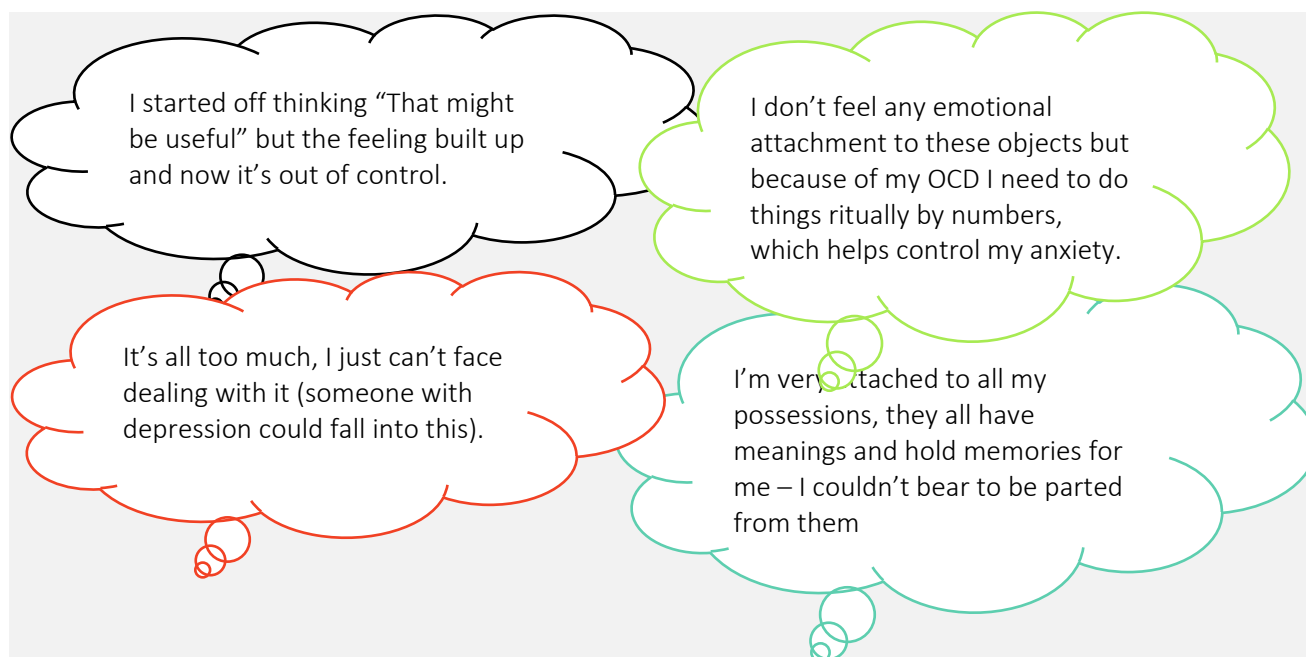 I started off thinking “That might
be useful” but the feeling built up
and now it’s out of control.
I don’t feel any emotional
attachment to these objects but
because of my OCD I need to do
things ritually by numbers,
which helps control my anxiety.
It’s all too much, I just can’t face
dealing with it (someone with
depression could fall into this).
I’m very attached to all my
possessions, they all have
meanings and hold memories for
me – I couldn’t bear to be parted
from them